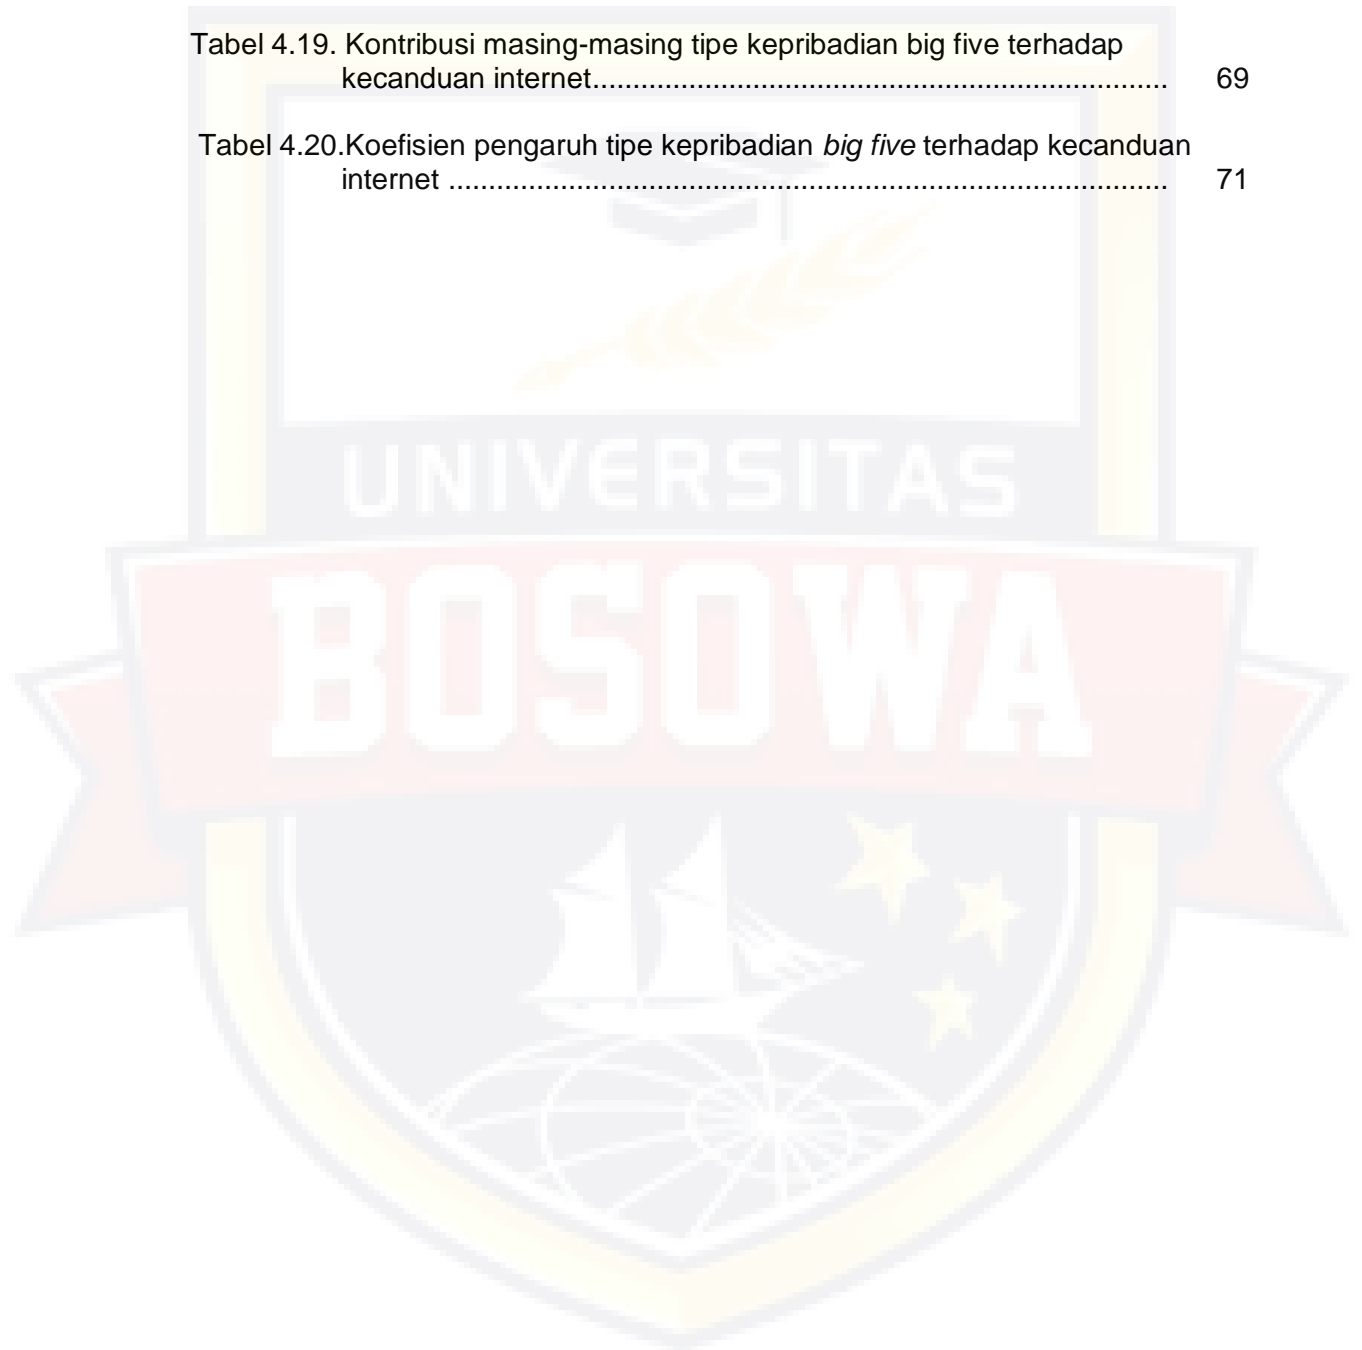 Tabel 4.19. Kontribusi masing-masing tipe kepribadian big five terhadap
kecanduan internet....................................................................... 69
Tabel 4.20.Koefisien pengaruh tipe kepribadian big five terhadap kecanduan
internet ......................................................................................... 71
UNIVERSITAS
BOSOWA